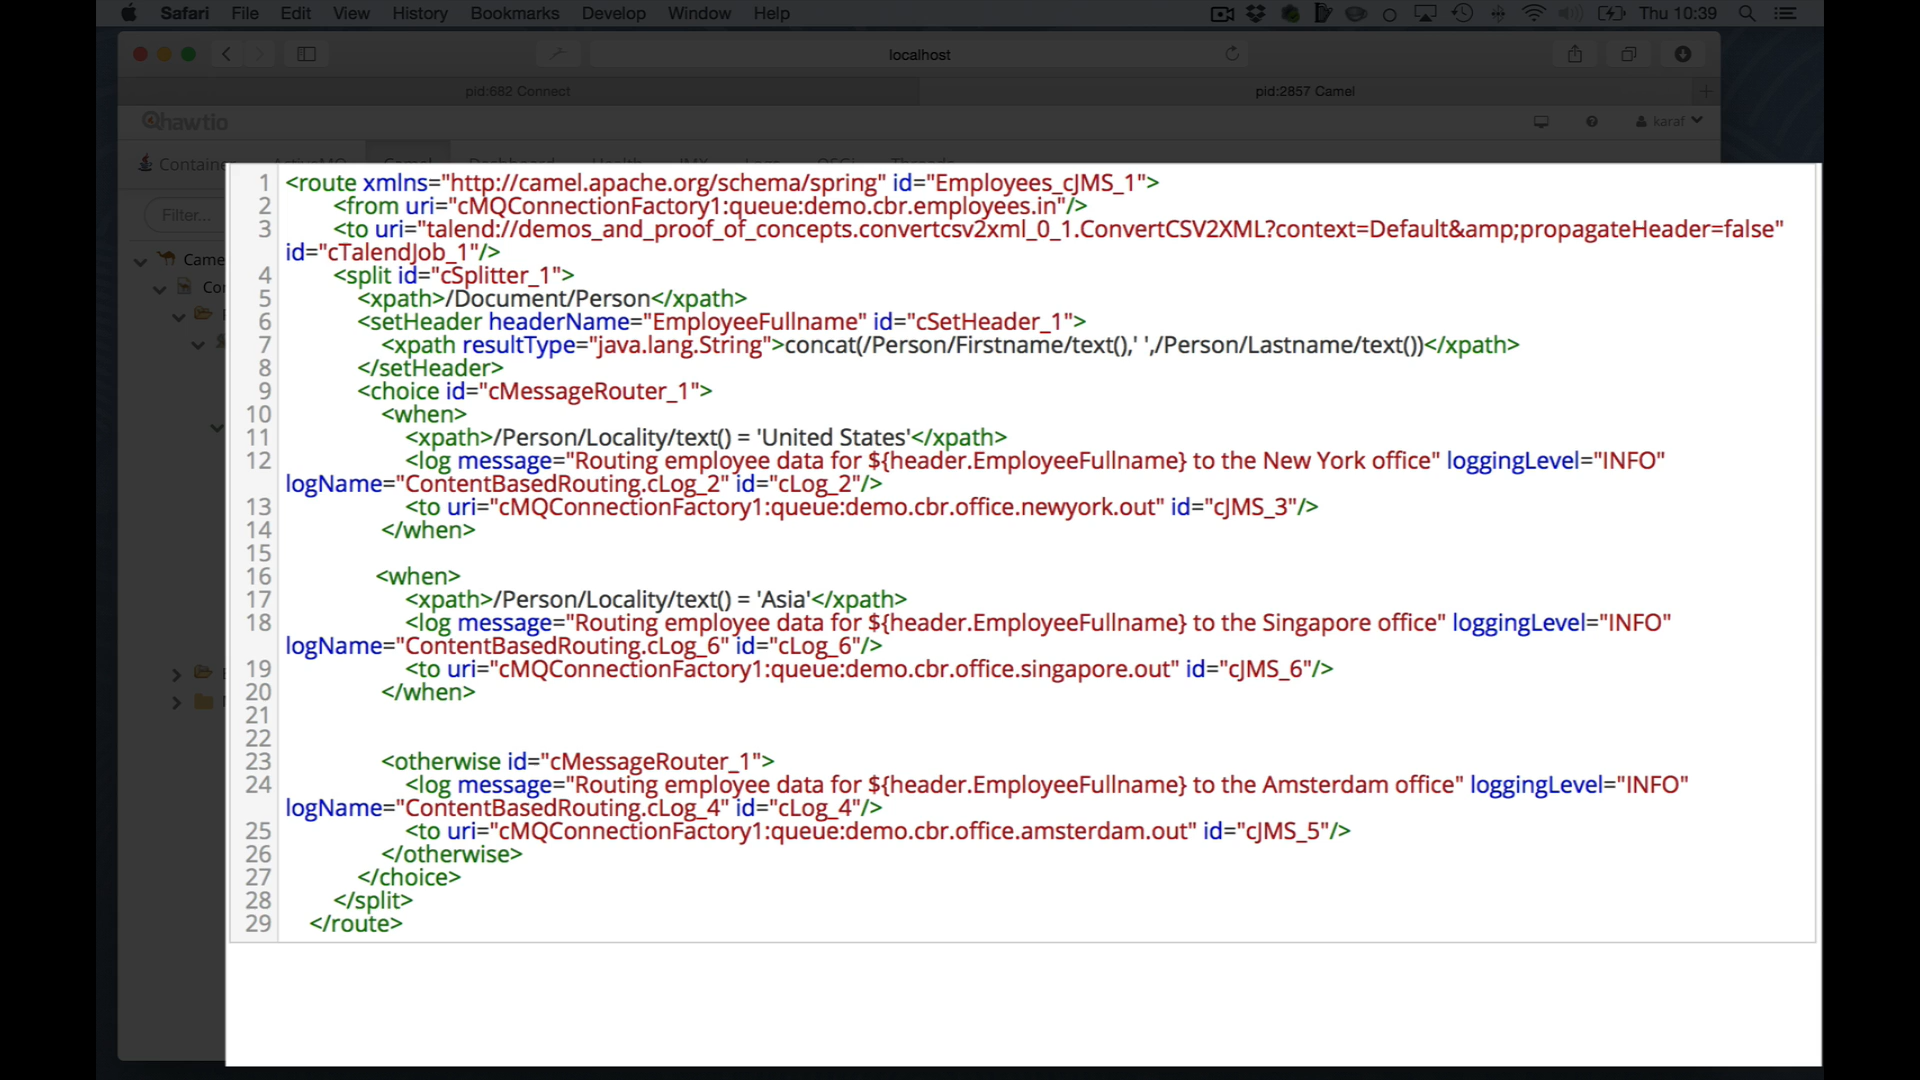 Safari File Edit View History Bookmarks Develop Window Help Thu 10:39
localhost
pid:682 Connect pid:2857 Camel
hawtio karaf
Containe ActiveMQ Camel Dashboard Health JMX Logs OSGi Threads
Filter...
Came
Co
1 <route xmlns="http://camel.apache.org/schema/spring" id="Employees_cJMS_1">
2 <from uri="cMQConnectionFactory1:queue:demo.cbr.employees.in"/>
3 <to uri="talend://demos_and_proof_of_concepts.convertcsv2xml_0_1.ConvertCSV2XML?context=Default&amp;propagateHeader=false"
id="cTalendJob_1"/>
4 <split id="cSplitter_1">
5 <xpath>/Document/Person</xpath>
6 <setHeader headerName="EmployeeFullname" id="cSetHeader_1">
7 <xpath resultType="java.lang.String">concat(/Person/Firstname/text(),' ',/Person/Lastname/text())</xpath>
8 </setHeader>
9 <choice id="cMessageRouter_1">
10 <when>
11 <xpath>/Person/Locality/text() = 'United States'</xpath>
12 <log message="Routing employee data for ${header.EmployeeFullname} to the New York office" loggingLevel="INFO"
logName="ContentBasedRouting.cLog_2" id="cLog_2"/>
13 <to uri="cMQConnectionFactory1:queue:demo.cbr.office.newyork.out" id="cJMS_3"/>
14 </when>
15
16 <when>
17 <xpath>/Person/Locality/text() = 'Asia'</xpath>
18 <log message="Routing employee data for ${header.EmployeeFullname} to the Singapore office" loggingLevel="INFO"
logName="ContentBasedRouting.cLog_6" id="cLog_6"/>
19 <to uri="cMQConnectionFactory1:queue:demo.cbr.office.singapore.out" id="cJMS_6"/>
20 </when>
21
22
23 <otherwise id="cMessageRouter_1">
24 <log message="Routing employee data for ${header.EmployeeFullname} to the Amsterdam office" loggingLevel="INFO"
logName="ContentBasedRouting.cLog_4" id="cLog_4"/>
25 <to uri="cMQConnectionFactory1:queue:demo.cbr.office.amsterdam.out" id="cJMS_5"/>
26 </otherwise>
27 </choice>
28 </split>
29 </route>